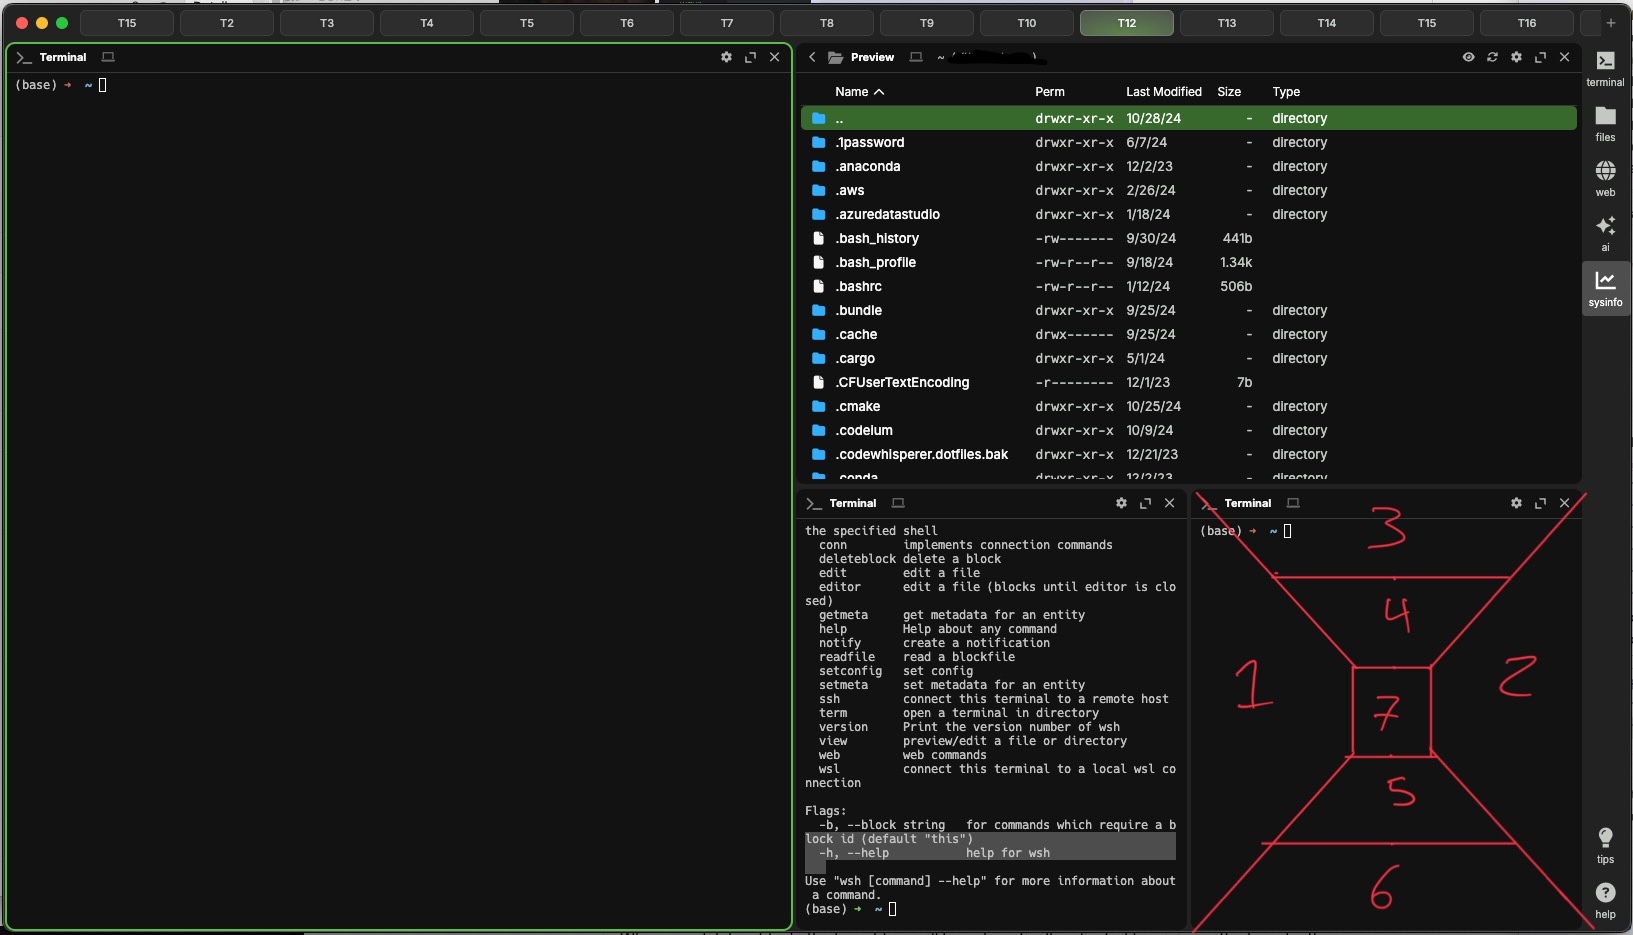 T15 T2 T3 T4 T5 T6 T7 T8 T9 T10 T12 T13 T14 T15 T16 +
Terminal
(base) → ~
Preview ~
Name Perm Last Modified Size Type
.. drwxr-xr-x 10/28/24 - directory
.1password drwxr-xr-x 6/7/24 - directory
.anaconda drwxr-xr-x 12/2/23 - directory
.aws drwxr-xr-x 2/26/24 - directory
.azuredatastudio drwxr-xr-x 1/18/24 - directory
.bash_history -rw------- 9/30/24 441b
.bash_profile -rw-r--r-- 9/18/24 1.34k
.bashrc -rw-r--r-- 1/12/24 506b
.bundle drwxr-xr-x 9/25/24 - directory
.cache drwx------ 9/25/24 - directory
.cargo drwxr-xr-x 5/1/24 - directory
.CFUserTextEncoding -r-------- 12/1/23 7b
.cmake drwxr-xr-x 10/25/24 - directory
.codeium drwxr-xr-x 10/9/24 - directory
.codewhisperer.dotfiles.bak drwxr-xr-x 12/21/23 - directory
.conda drwxr-xr-x 12/2/23 - directory
Terminal
the specified shell
conn implements connection commands
deleteblock delete a block
edit edit a file
editor edit a file (blocks until editor is clo
sed)
getmeta get metadata for an entity
help Help about any command
notify create a notification
readfile read a blockfile
setconfig set config
setmeta set metadata for an entity
ssh connect this terminal to a remote host
term open a terminal in directory
version Print the version number of wsh
view preview/edit a file or directory
web web commands
wsl connect this terminal to a local wsl co
nnection
Flags:
-b, --block string for commands which require a b
lock id (default "this")
-h, --help help for wsh
Use "wsh [command] --help" for more information about
a command.
(base) → ~
Terminal
(base) → ~
3
4
1
2
7
5
6
terminal
files
web
ai
sysinfo
tips
help